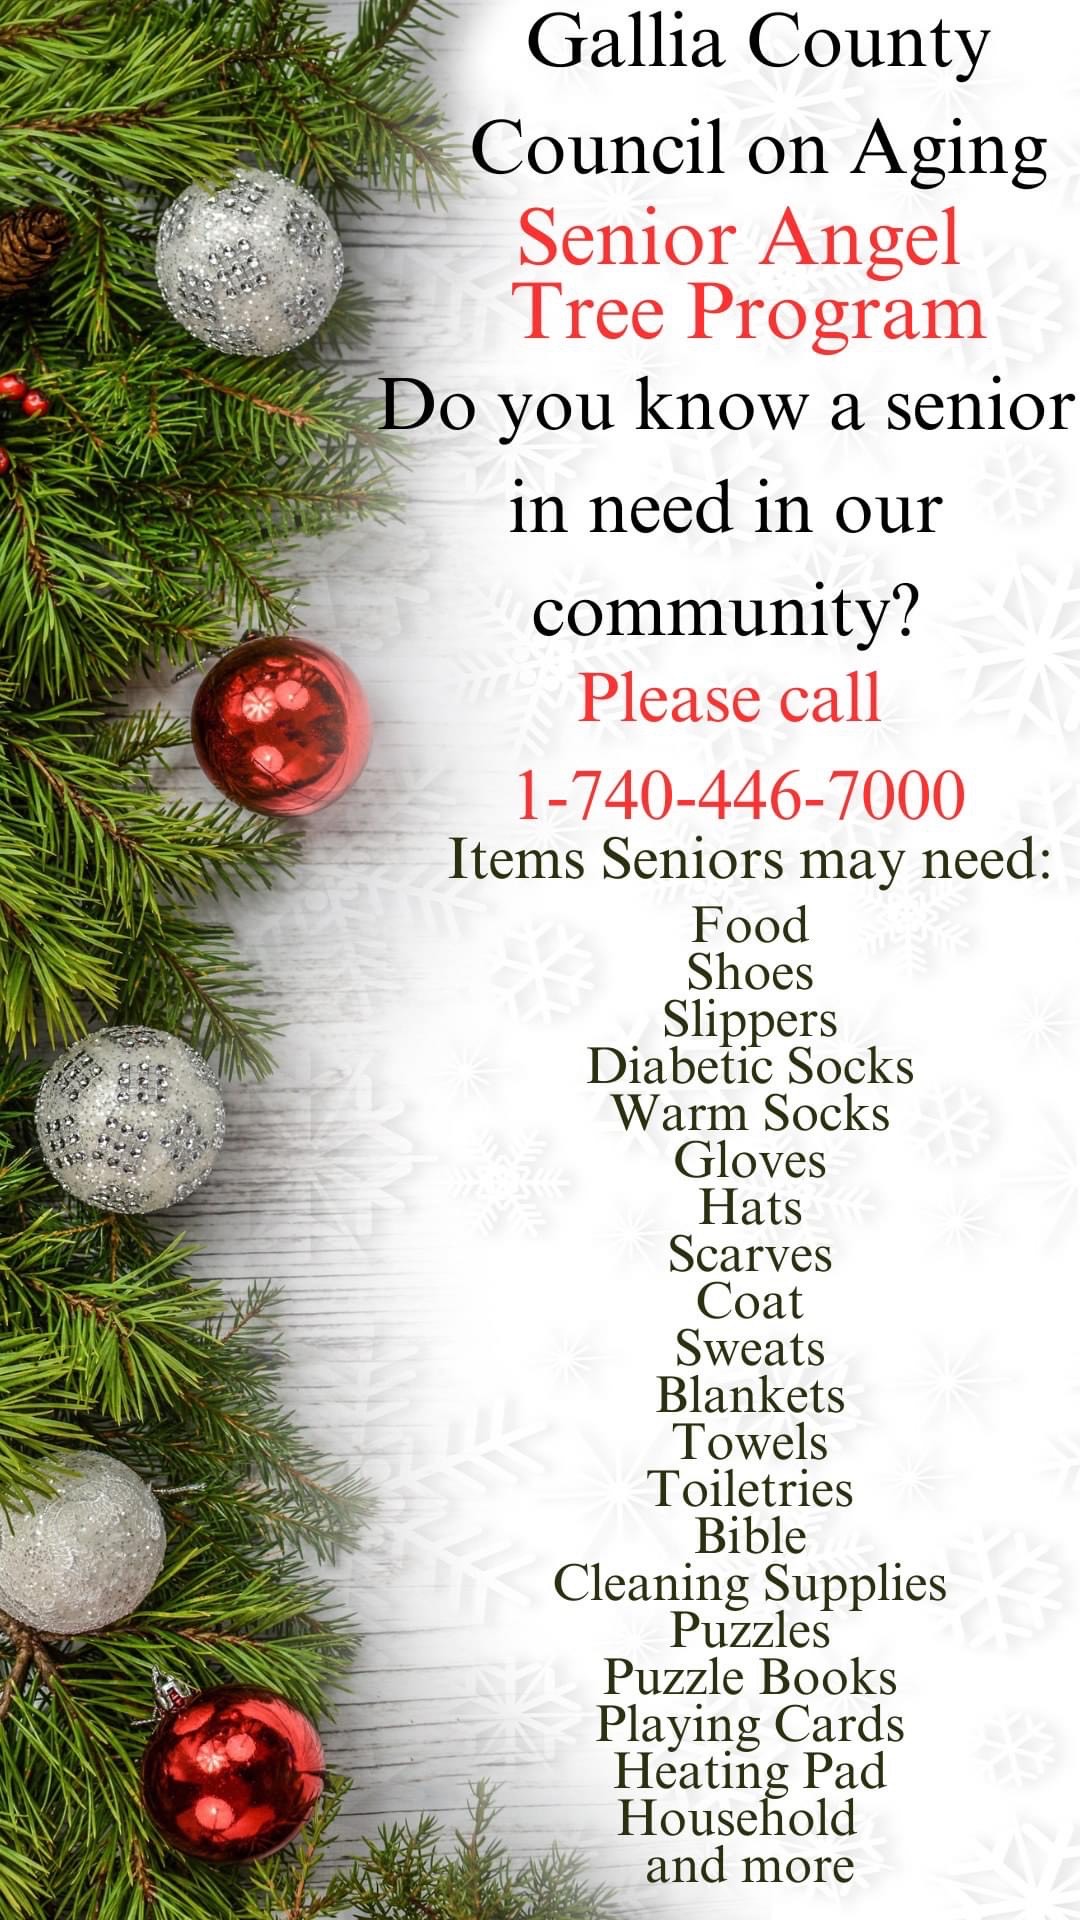 Gallia County
Council on Aging
Senior Angel
Tree Program
Do you know a senior
in need in our
community?
Please call
1-740-446-7000
Items Seniors may need:
Food
Shoes
Slippers
Diabetic Socks
Warm Socks
Gloves
Hats
Scarves
Coat
Sweats
Blankets
Towels
Toiletries
Bible
Cleaning Supplies
Puzzles
Puzzle Books
Playing Cards
Heating Pad
Household
and more